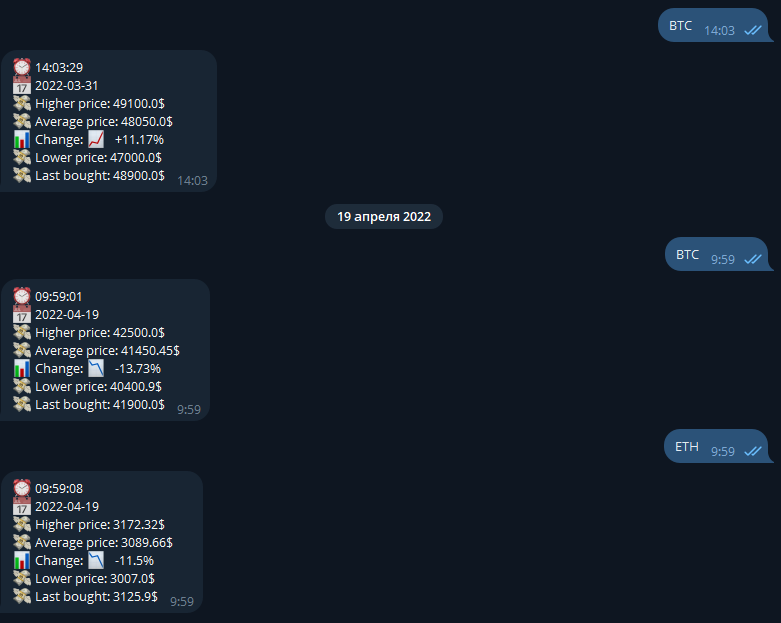 BTC 14:03
14:03:29
2022-03-31
Higher price: 49100.0$
Average price: 48050.0$
Change: +11.17%
Lower price: 47000.0$
Last bought: 48900.0$
14:03
19 апреля 2022
BTC 9:59
09:59:01
2022-04-19
Higher price: 42500.0$
Average price: 41450.45$
Change: -13.73%
Lower price: 40400.9$
Last bought: 41900.0$
9:59
ETH 9:59
09:59:08
2022-04-19
Higher price: 3172.32$
Average price: 3089.66$
Change: -11.5%
Lower price: 3007.0$
Last bought: 3125.9$
9:59